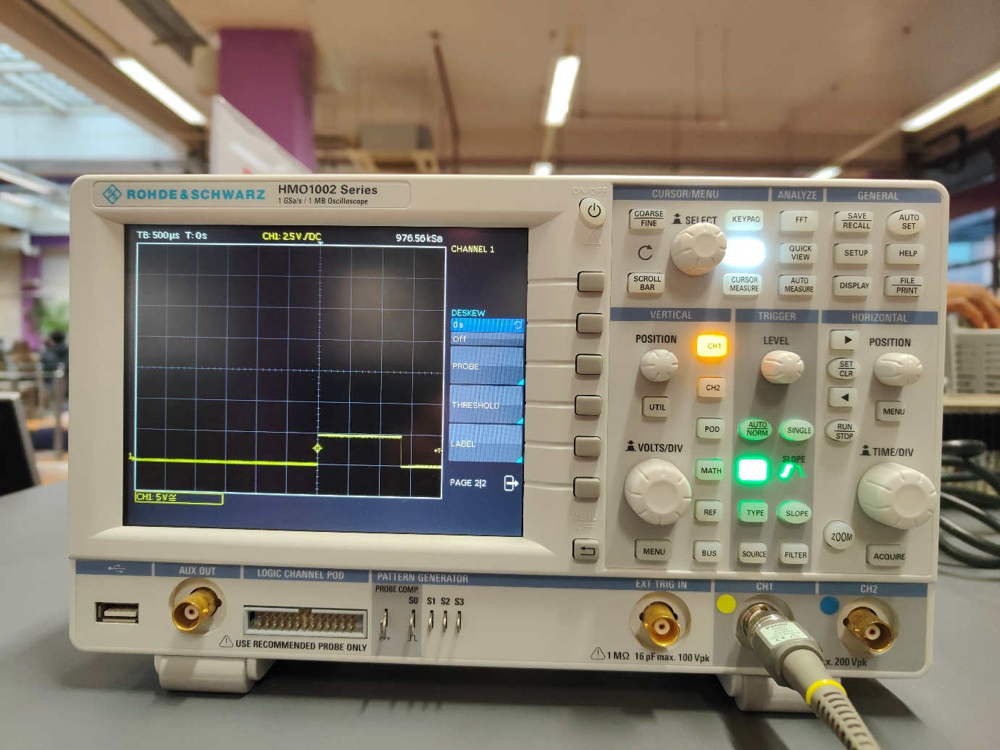 ROHDE&SCHWARZ
HMO1002 Series
1 GSa/s / 1 MB Oscilloscope
ON/OFF
TB: 500µs T: 0s
CH1: 2.5V / DC
976.56kSa
CHANNEL 1
DESKEW
0s
Off
PROBE
THRESHOLD
LABEL
PAGE 2|2
1
T
CH1: 5V
MENU
OFF
CURSOR/MENU
ANALYZE
GENERAL
COARSE
FINE
SELECT
KEYPAD
FFT
SAVE
RECALL
AUTO
SET
QUICK
VIEW
SETUP
HELP
SCROLL
BAR
CURSOR
MEASURE
AUTO
MEASURE
DISPLAY
FILE
PRINT
VERTICAL
TRIGGER
HORIZONTAL
POSITION
CH1
LEVEL
POSITION
SET
CLR
UTIL
CH2
MENU
POD
AUTO
NORM
SINGLE
RUN
STOP
VOLTS/DIV
MATH
SLOPE
TIME/DIV
REF
TYPE
SLOPE
ZOOM
MENU
BUS
SOURCE
FILTER
ACQUIRE
AUX OUT
LOGIC CHANNEL POD
PATTERN GENERATOR
PROBE COMP.
S0
S1
S2
S3
EXT TRIG IN
CH1
CH2
USE RECOMMENDED PROBE ONLY
1 MΩ 16 pF max. 100 Vpk
x. 200 Vpk